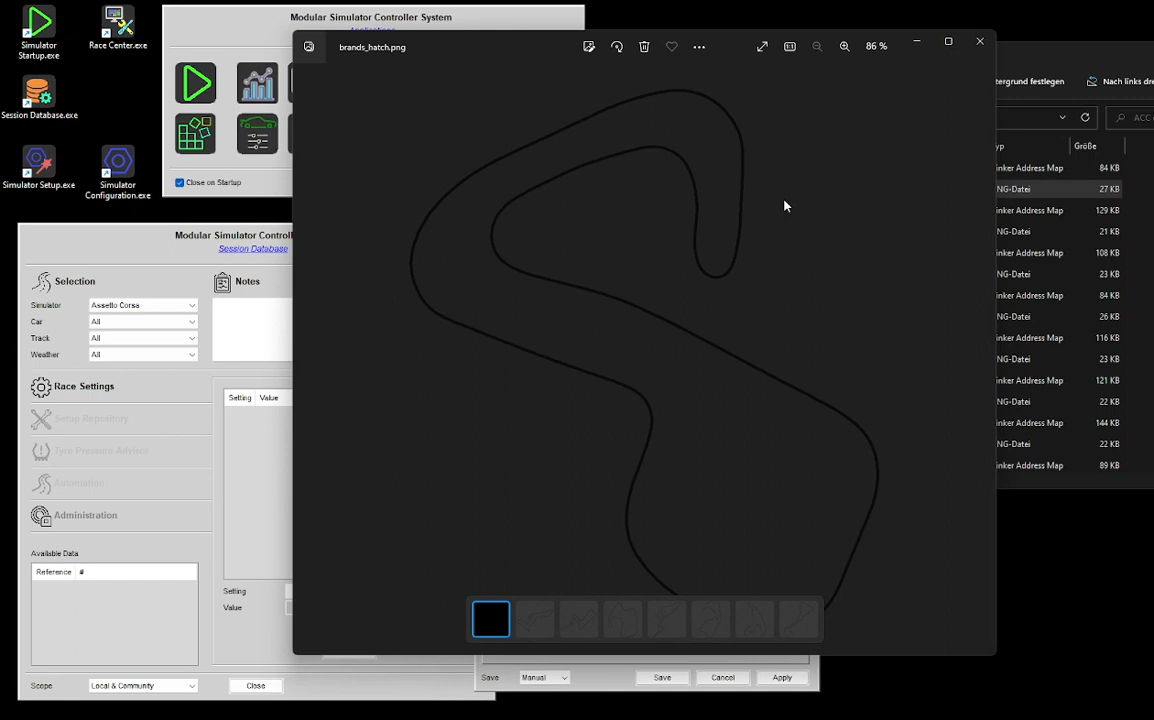 Simulator
Startup.exe
Race Center.exe
Session Database.exe
Simulator Setup.exe
Simulator
Configuration.exe
Modular Simulator Controller System
Close on Startup
brands_hatch.png
86 %
tergrund festlegen
Nach links dre
ACC
yp
Größe
inker Address Map 84 KB
NG-Datei 27 KB
inker Address Map 129 KB
NG-Datei 21 KB
inker Address Map 108 KB
NG-Datei 23 KB
inker Address Map 84 KB
NG-Datei 26 KB
inker Address Map 116 KB
NG-Datei 23 KB
inker Address Map 121 KB
NG-Datei 22 KB
inker Address Map 144 KB
NG-Datei 22 KB
inker Address Map 89 KB
Modular Simulator Controll
Session Database
Selection
Notes
Simulator Assetto Corsa
Car All
Track All
Weather All
Race Settings
Setup Repository
Tyre Pressure Advisor
Automation
Administration
Setting Value
Available Data
Reference #
Setting
Value
Scope Local & Community Close
Save Manual Save Cancel Apply